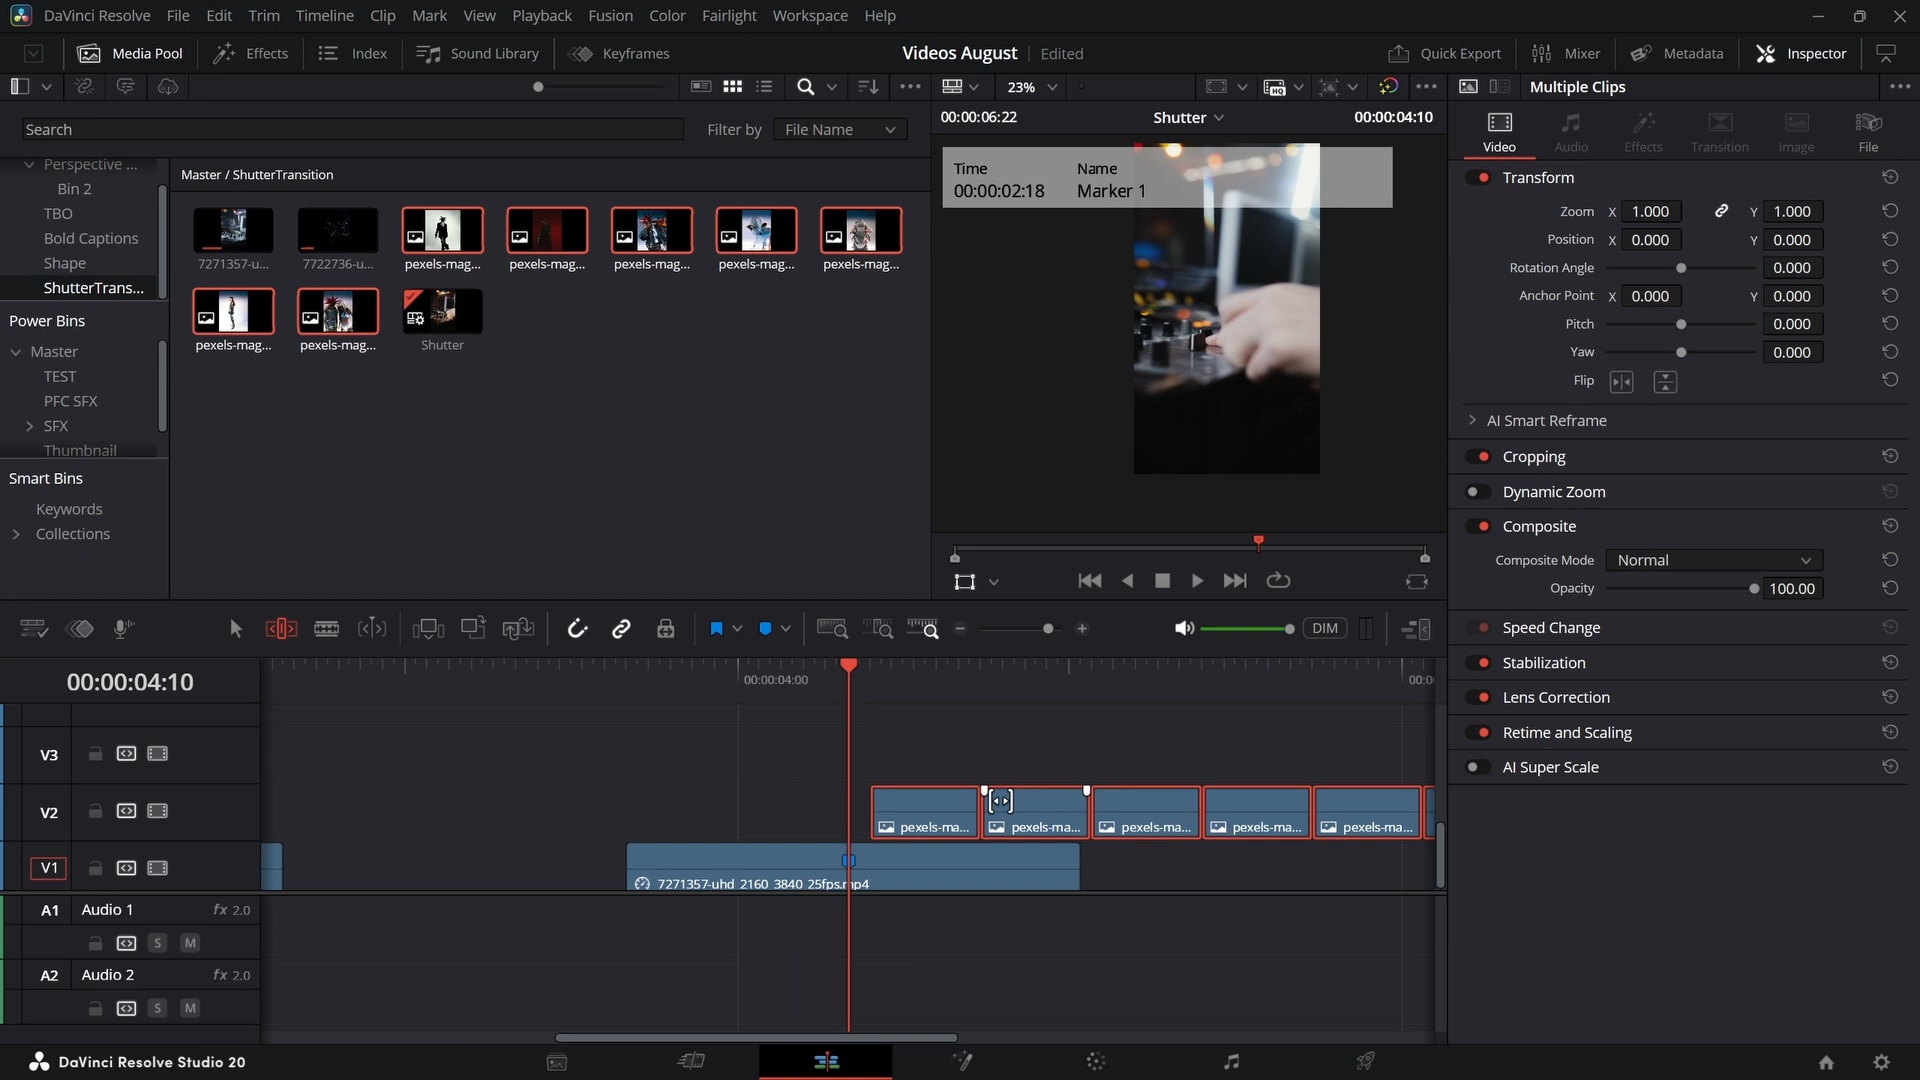 DaVinci Resolve File Edit Trim Timeline Clip Mark View Playback Fusion Color Fairlight Workspace Help
Media Pool Effects Index Sound Library Keyframes Videos August Edited Quick Export Mixer Metadata Inspector
23% Multiple Clips
00:00:06:22 Shutter 00:00:04:10
Search Filter by File Name
Video Audio Effects Transition Image File
Perspective ...
Bin 2
TBO
Bold Captions
Shape
ShutterTrans...
Master / ShutterTransition
7271357-u... 7722736-u... pexels-mag... pexels-mag... pexels-mag... pexels-mag... pexels-mag...
pexels-mag... pexels-mag... Shutter
Time Name
00:00:02:18 Marker 1
Power Bins
Master
TEST
PFC SFX
SFX
Thumbnail
Smart Bins
Keywords
Collections
Transform
Zoom X 1.000 Y 1.000
Position X 0.000 Y 0.000
Rotation Angle 0.000
Anchor Point X 0.000 Y 0.000
Pitch 0.000
Yaw 0.000
Flip
AI Smart Reframe
Cropping
Dynamic Zoom
Composite
Composite Mode Normal
Opacity 100.00
Speed Change
Stabilization
Lens Correction
Retime and Scaling
AI Super Scale
DIM
00:00:04:10
00:00:04:00
V3
V2
pexels-ma... pexels-ma... pexels-ma... pexels-ma... pexels-ma...
V1
7271357-uhd_2160_3840_25fps.mp4
A1 Audio 1 fx 2.0
S M
A2 Audio 2 fx 2.0
S M
DaVinci Resolve Studio 20